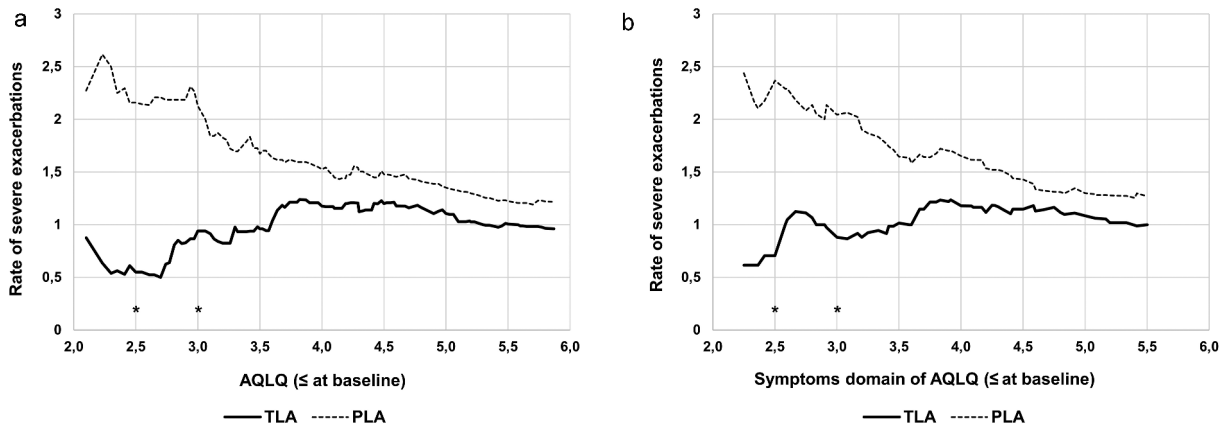 a
3
2,5
2
1,5
1
0,5
0
Rate of severe exacerbations
* *
2,0 2,5 3,0 3,5 4,0 4,5 5,0 5,5 6,0
AQLQ (≤ at baseline)
TLA PLA
b
3
2,5
2
1,5
1
0,5
0
Rate of severe exacerbations
* *
2,0 2,5 3,0 3,5 4,0 4,5 5,0 5,5 6,0
Symptoms domain of AQLQ (≤ at baseline)
TLA PLA